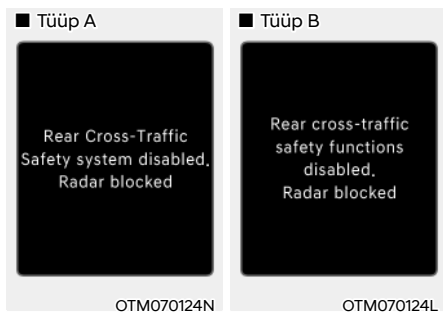 ■ Tüüp A
Rear Cross-Traffic
Safety system disabled.
Radar blocked
OTM070124N
■ Tüüp B
Rear cross-traffic
safety functions
disabled.
Radar blocked
OTM070124L